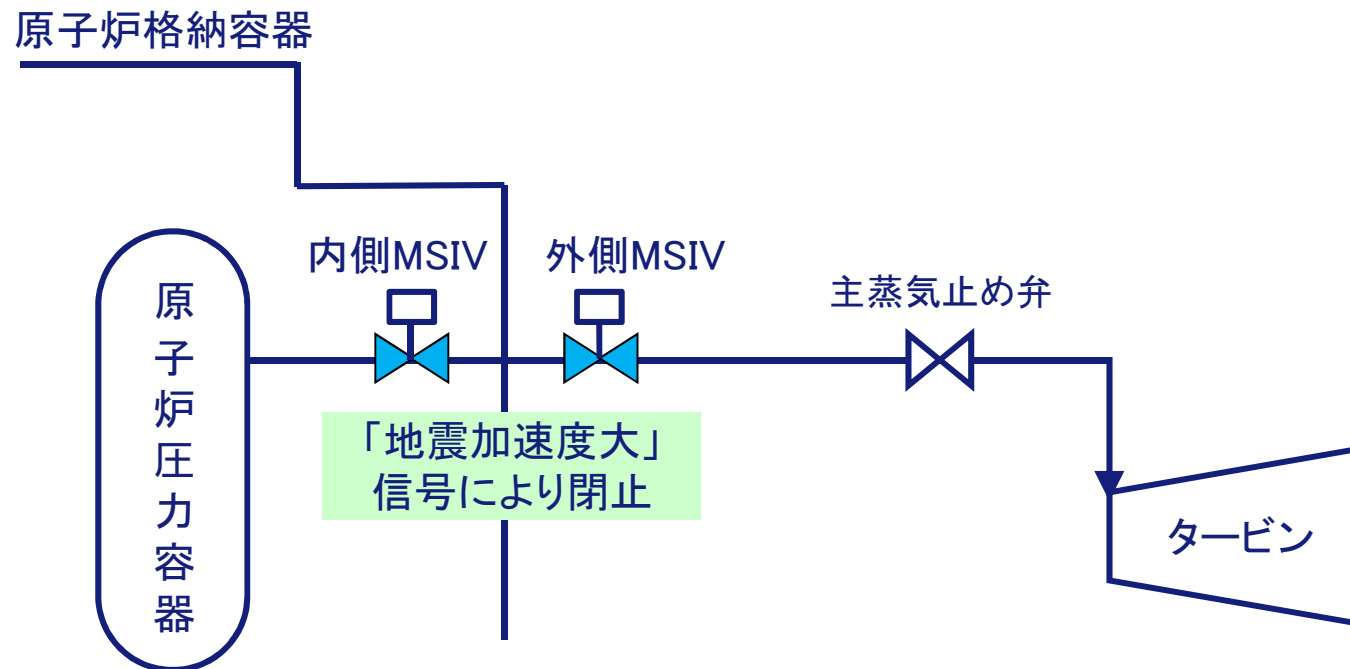 原子炉格納容器
内側MSIV
外側MSIV
主蒸気止め弁
原子炉圧力容器
「地震加速度大」
信号により閉止
タービン